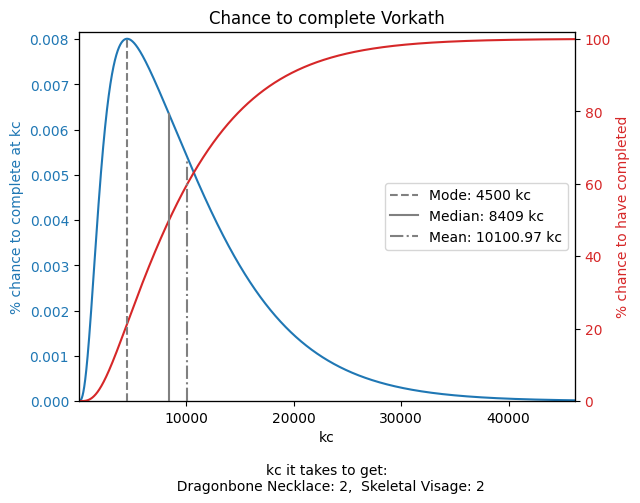 Chance to complete Vorkath
0.008
0.007
0.006
0.005
0.004
0.003
0.002
0.001
0.000
% chance to complete at kc
100
80
60
40
20
0
% chance to have completed
Mode: 4500 kc
Median: 8409 kc
Mean: 10100.97 kc
10000 20000 30000 40000
kc
kc it takes to get:
Dragonbone Necklace: 2, Skeletal Visage: 2